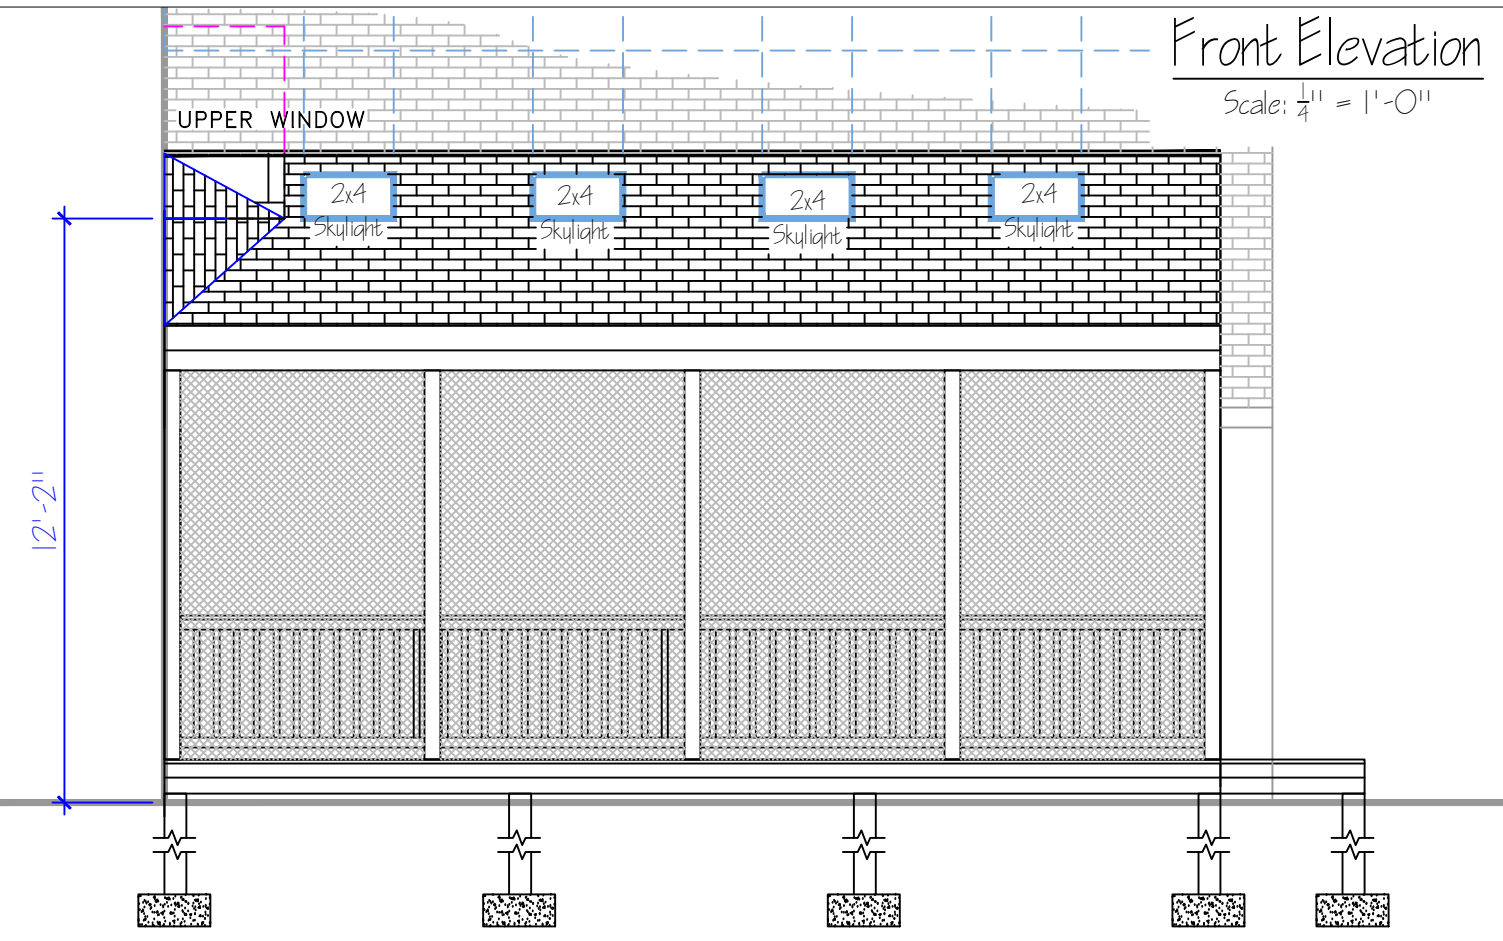 Front Elevation
Scale: 1/4" = 1'-0"
UPPER WINDOW
2x4 Skylight
2x4 Skylight
2x4 Skylight
2x4 Skylight
12'-2"